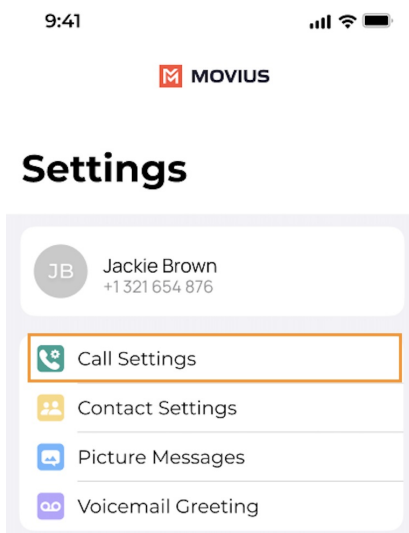 9:41
MOVIUS
Settings
JB
Jackie Brown
+1 321 654 876
Call Settings
Contact Settings
Picture Messages
Voicemail Greeting